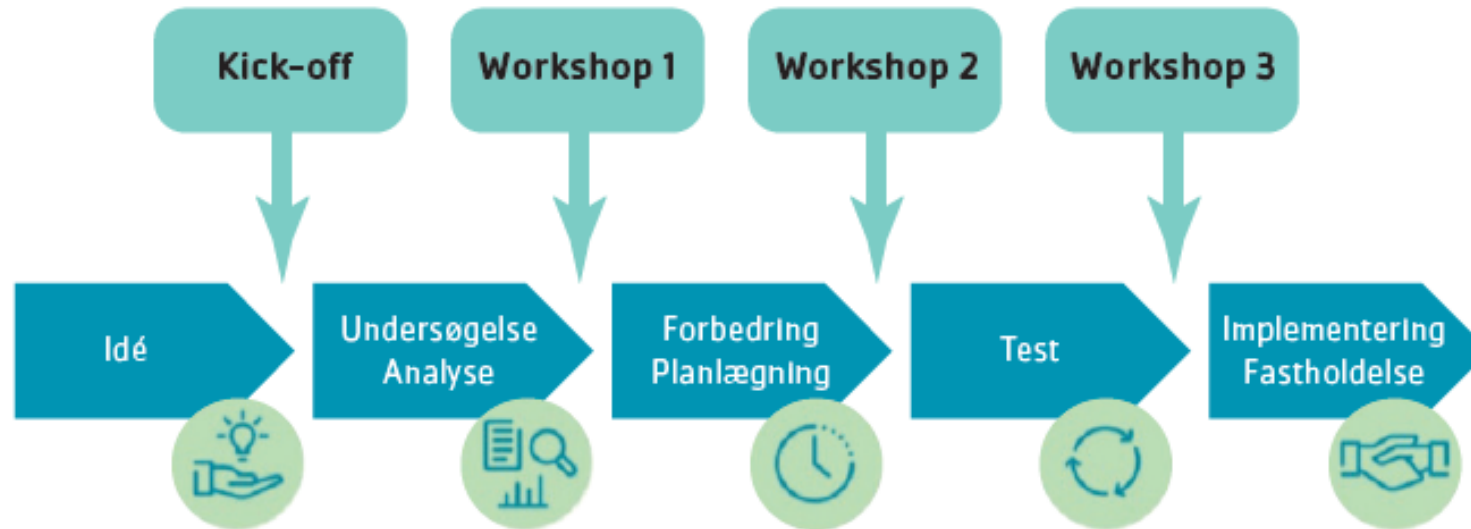 Kick-off
Workshop 1
Workshop 2
Workshop 3
Idé
Undersøgelse
Analyse
Forbedring
Planlægning
Test
Implementering
Fastholdelse